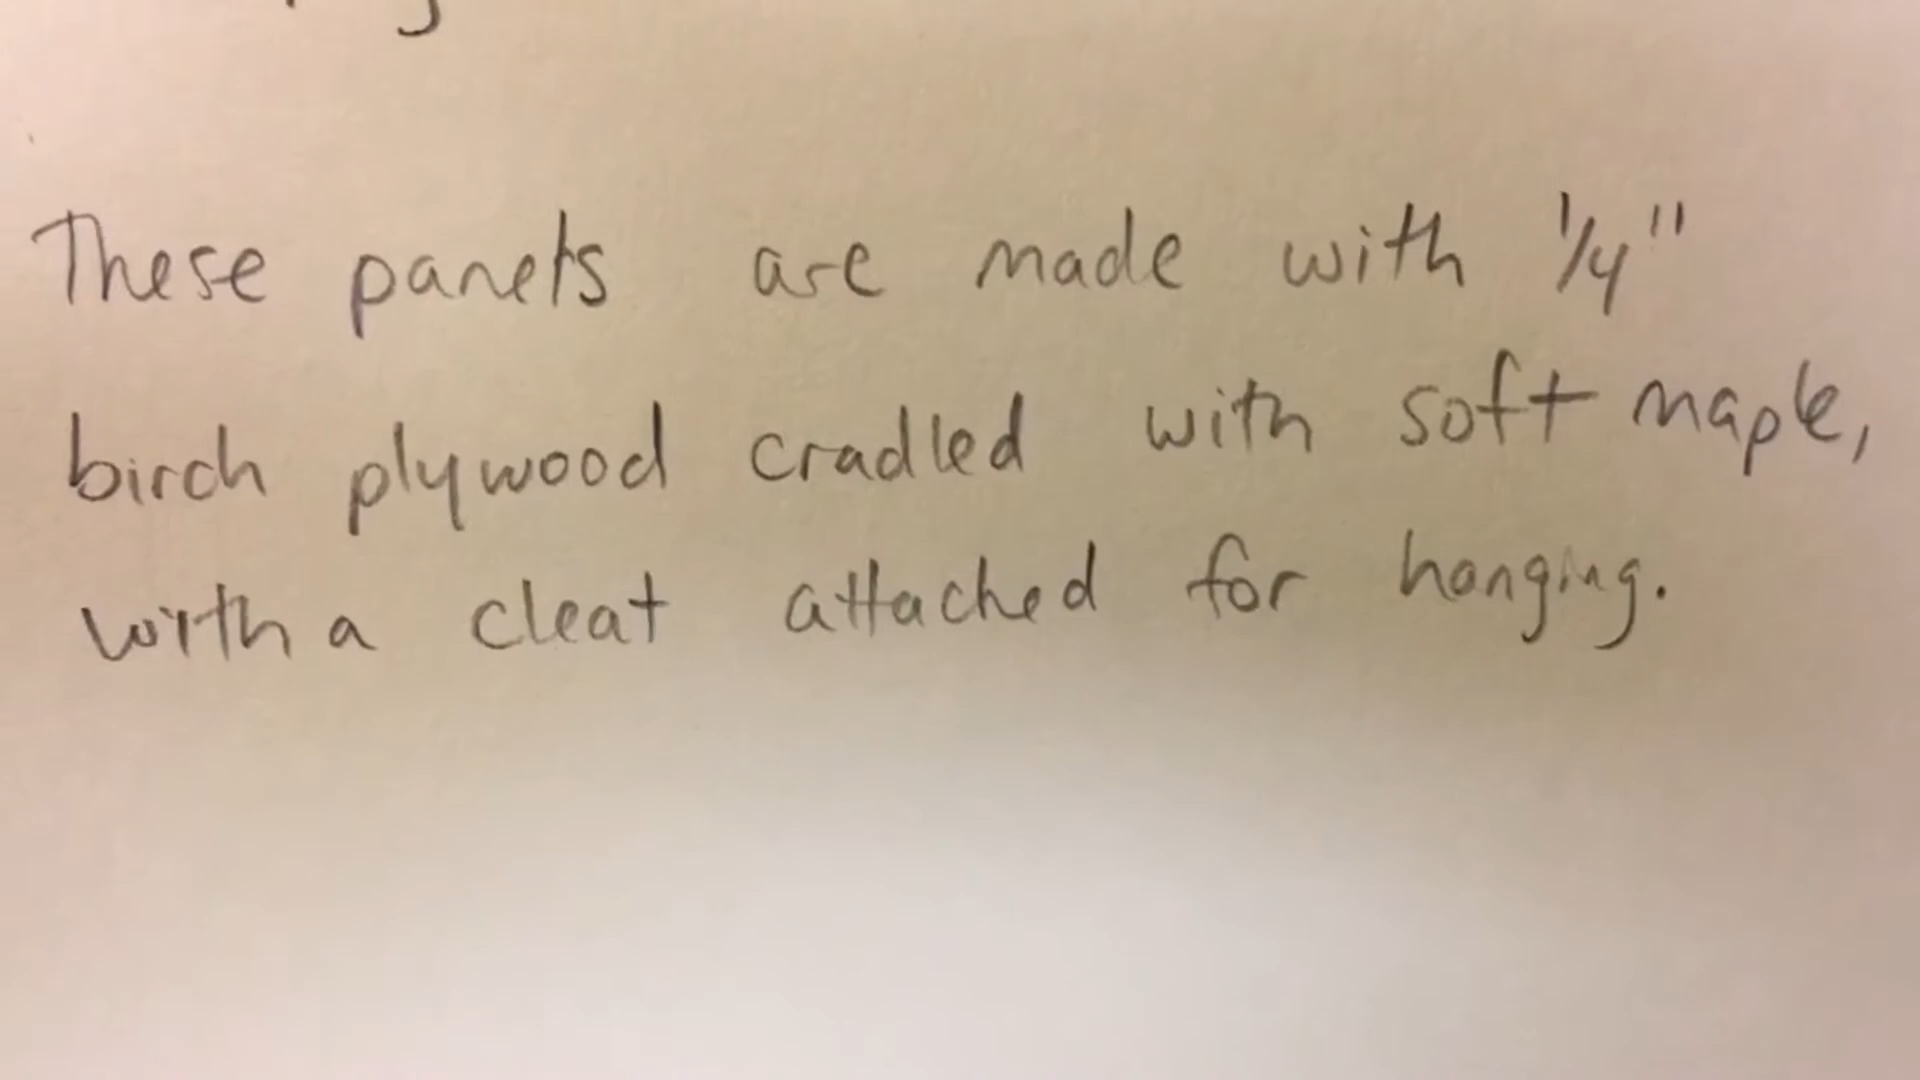 These panels are made with 1/4"
birch plywood cradled with soft maple,
with a cleat attached for hanging.